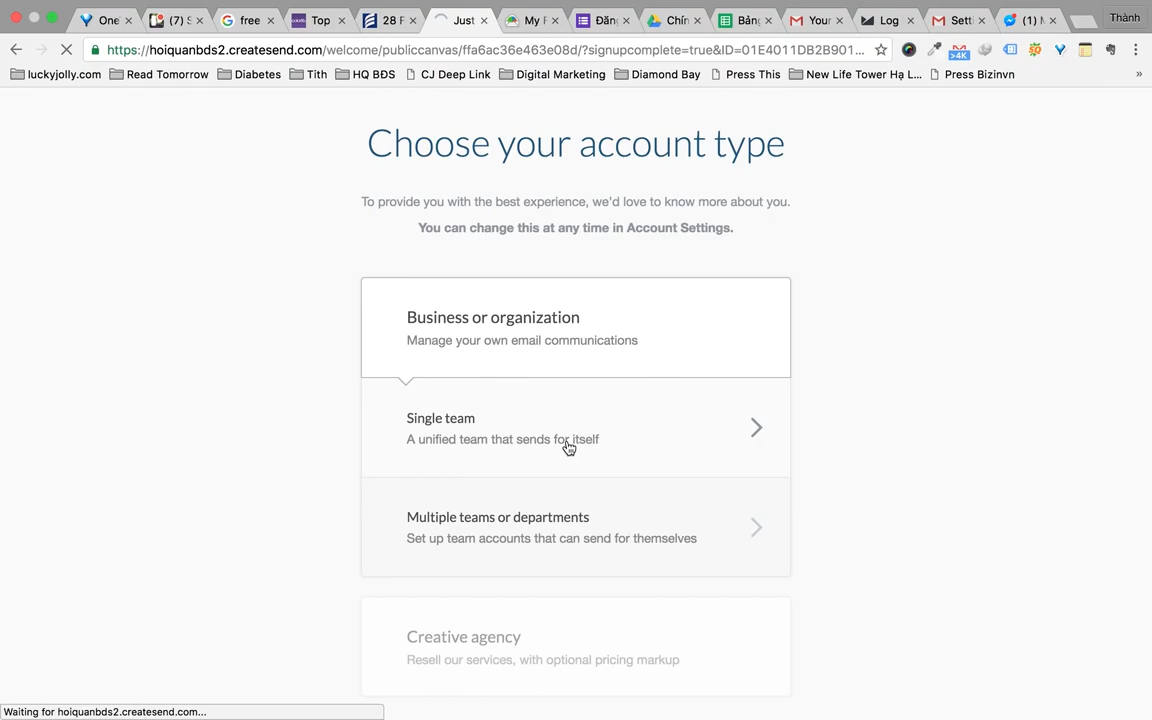 One
(7) S
free
Top
28 F
Just
My F
Đăn
Chín
Bản
Your
Log
Sett
(1) M
Thành
https://hoiquanbds2.createsend.com/welcome/publiccanvas/ffa6ac36e463e08d/?signupcomplete=true&ID=01E4011DB2B901...
>4K
luckyjolly.com
Read Tomorrow
Diabetes
Tith
HQ BĐS
CJ Deep Link
Digital Marketing
Diamond Bay
Press This
New Life Tower Hạ L...
Press Bizinvn
»
Choose your account type
To provide you with the best experience, we'd love to know more about you.
You can change this at any time in Account Settings.
Business or organization
Manage your own email communications
Single team
A unified team that sends for itself
Multiple teams or departments
Set up team accounts that can send for themselves
Creative agency
Resell our services, with optional pricing markup
Waiting for hoiquanbds2.createsend.com...